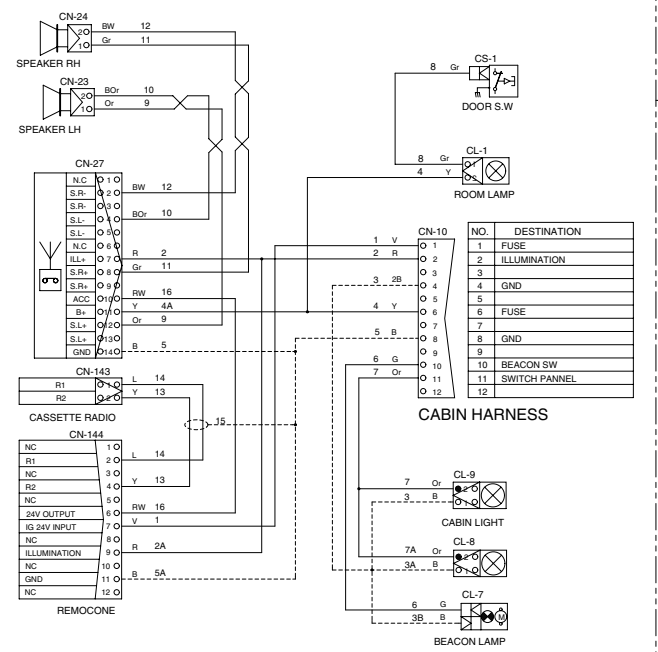 CN-24
2 BW 12
1 Gr 11
SPEAKER RH
CN-23
2 BOr 10
1 Or 9
SPEAKER LH
CN-27
N.C 1
S.R- 2 BW 12
S.R- 3
S.L- 4 BOr 10
S.L- 5
N.C 6
ILL+ 7 R 2
S.R+ 8 Gr 11
S.R+ 9
ACC 10 RW 16
B+ 11 Y 4A
S.L+ 12 Or 9
S.L+ 13
GND 14 B 5
CN-143
R1 1 L 14
R2 2 Y 13
CASSETTE RADIO
15
CN-144
NC 1
R1 2 L 14
NC 3
R2 4 Y 13
NC 5
24V OUTPUT 6 RW 16
IG 24V INPUT 7 V 1
NC 8
ILLUMINATION 9 R 2A
NC 10
GND 11 B 5A
NC 12
REMOCONE
CS-1
8 Gr
DOOR S.W
CL-1
8 Gr
4 Y
ROOM LAMP
CN-10
1 V 1
2 R 2
3
3 2B 4
5
4 Y 6
7
5 B 8
9
6 G 10
7 Or 11
12
NO. DESTINATION
1 FUSE
2 ILLUMINATION
3
4 GND
5
6 FUSE
7
8 GND
9
10 BEACON SW
11 SWITCH PANNEL
12
CABIN HARNESS
CL-9
7 Or 2
3 B 1
CABIN LIGHT
CL-8
7A Or 2
3A B 1
CL-7
6 G
3B B
M
BEACON LAMP